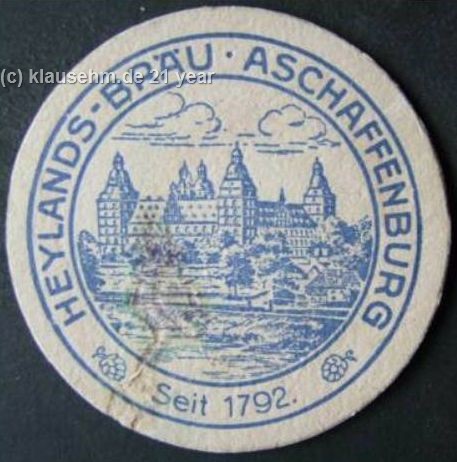 HEYLANDS-BRÄU · ASCHAFFENBURG
Seit 1792.
(c) klausehm.de 21 year